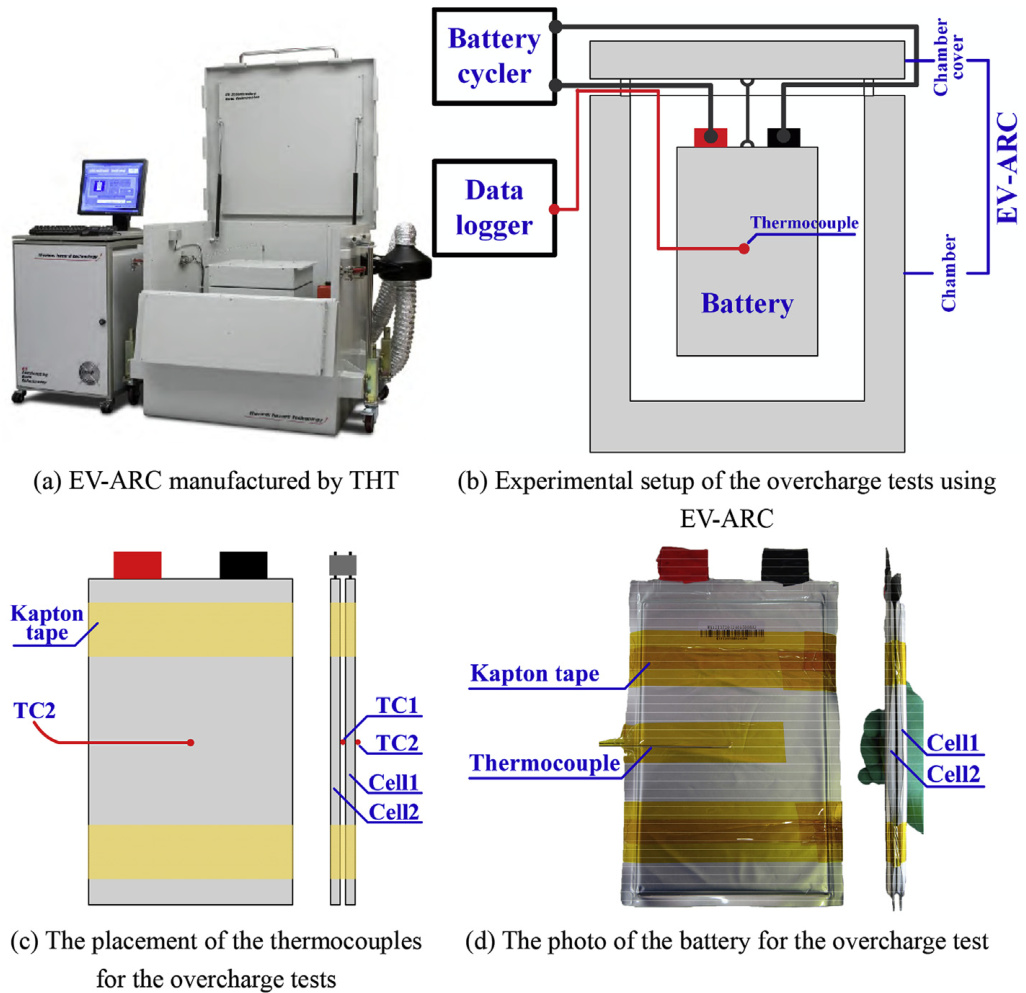 Battery
cycler
Data
logger
Thermocouple
Battery
Chamber
cover
EV-ARC
Chamber
(a) EV-ARC manufactured by THT
(b) Experimental setup of the overcharge tests using
EV-ARC
Kapton
tape
TC2
TC1
TC2
Cell1
Cell2
Kapton tape
Thermocouple
Cell1
Cell2
(c) The placement of the thermocouples
for the overcharge tests
(d) The photo of the battery for the overcharge test